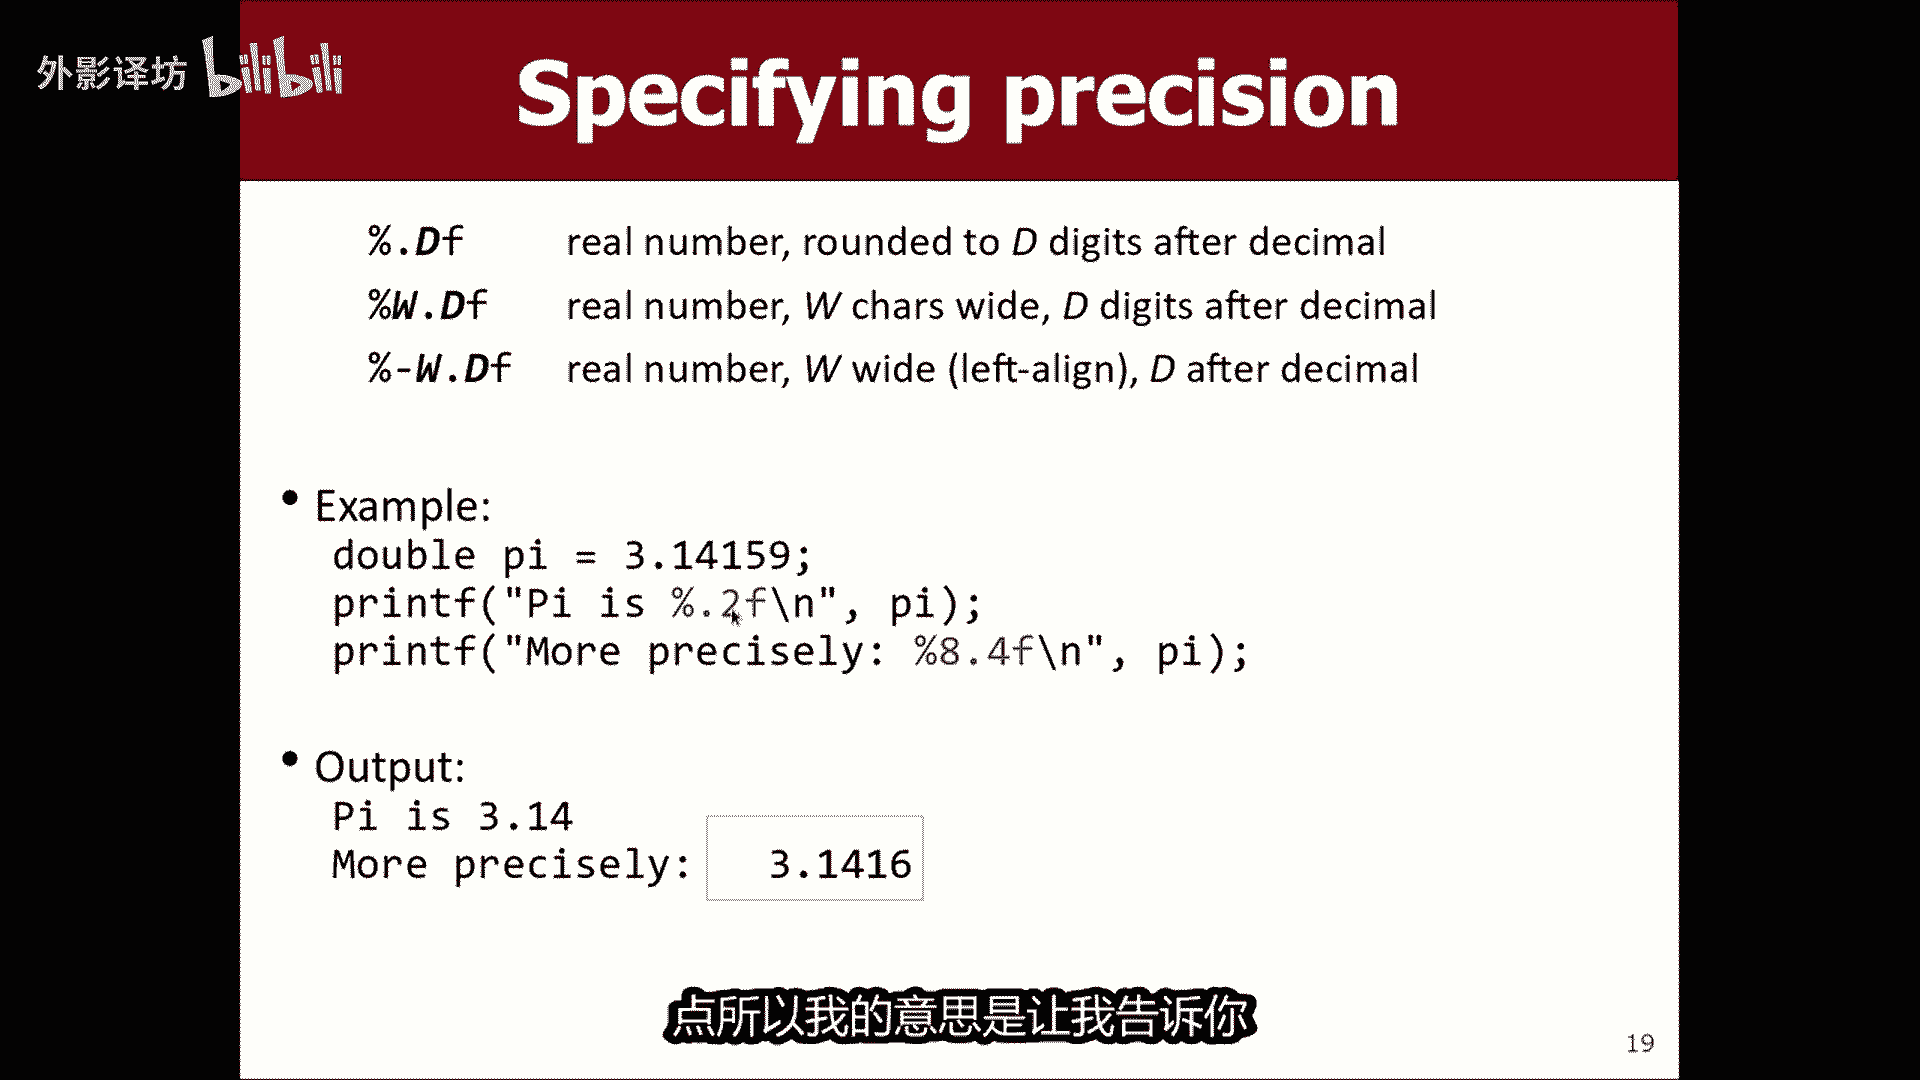 外影译坊 bilibili
Specifying precision
%.Df real number, rounded to D digits after decimal
%W.Df real number, W chars wide, D digits after decimal
%-W.Df real number, W wide (left-align), D after decimal
• Example:
double pi = 3.14159;
printf("Pi is %.2f\n", pi);
printf("More precisely: %8.4f\n", pi);
• Output:
Pi is 3.14
More precisely: 3.1416
点所以我的意思是让我告诉你
19